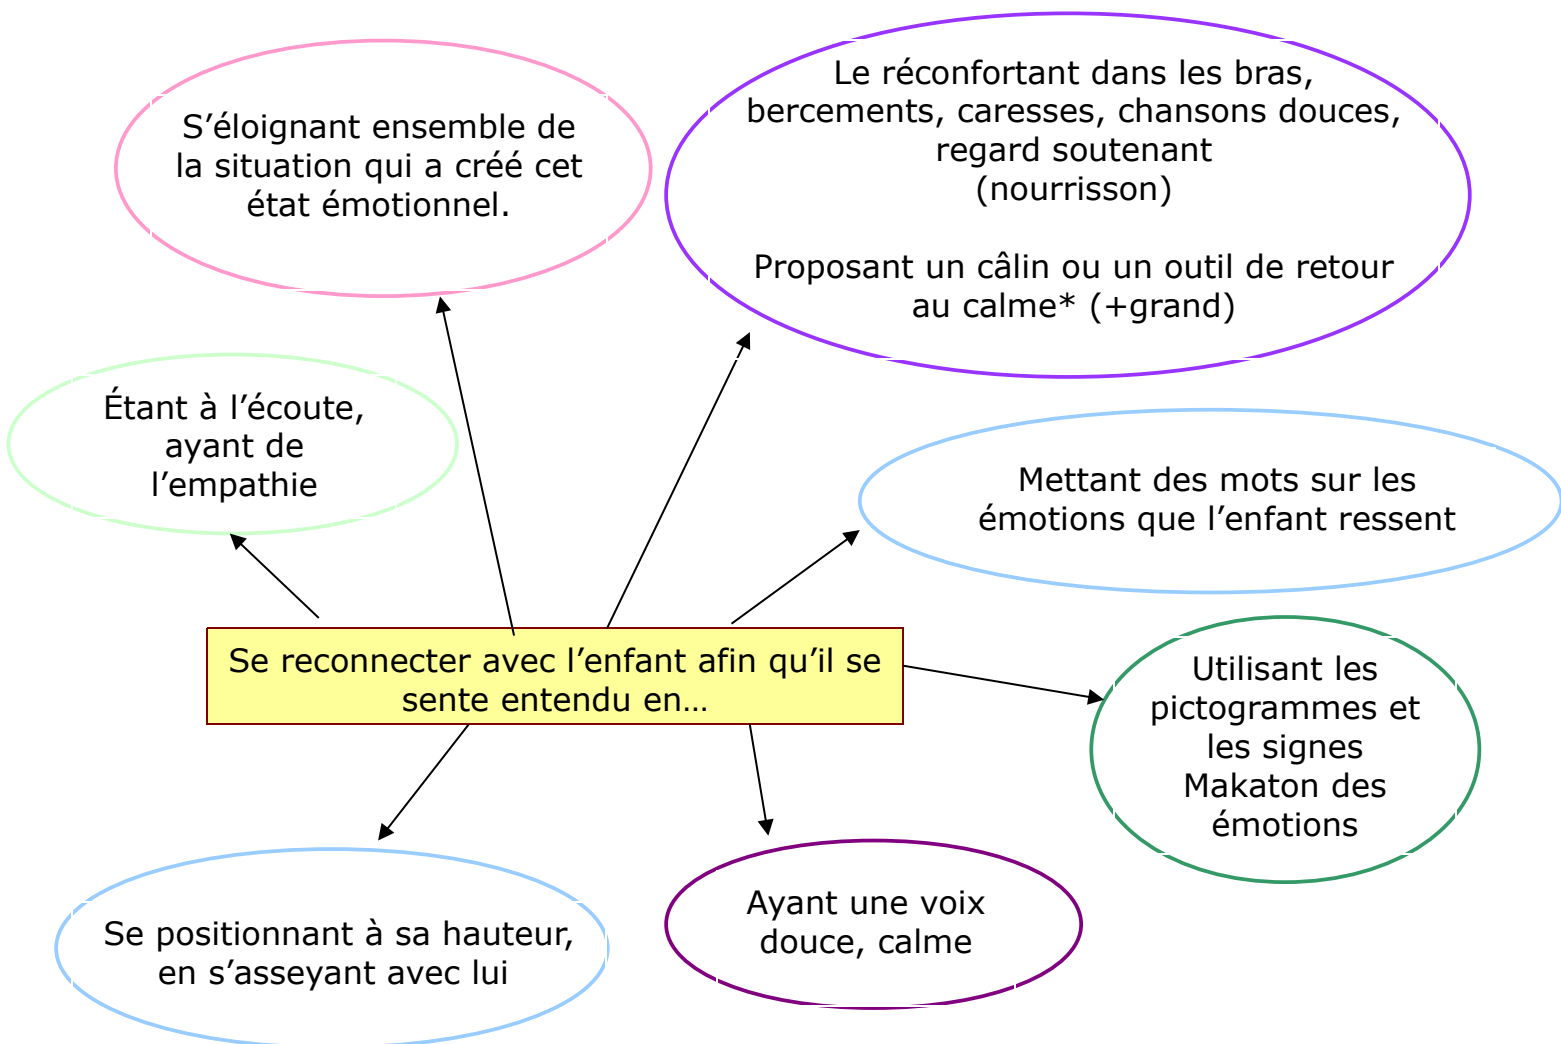 S’éloignant ensemble de
la situation qui a créé cet
état émotionnel.
Le réconfortant dans les bras,
bercements, caresses, chansons douces,
regard soutenant
(nourrisson)
Proposant un câlin ou un outil de retour
au calme* (+grand)
Étant à l’écoute,
ayant de
l’empathie
Mettant des mots sur les
émotions que l’enfant ressent
Se reconnecter avec l’enfant afin qu’il se
sente entendu en…
Utilisant les
pictogrammes et
les signes
Makaton des
émotions
Se positionnant à sa hauteur,
en s’asseyant avec lui
Ayant une voix
douce, calme